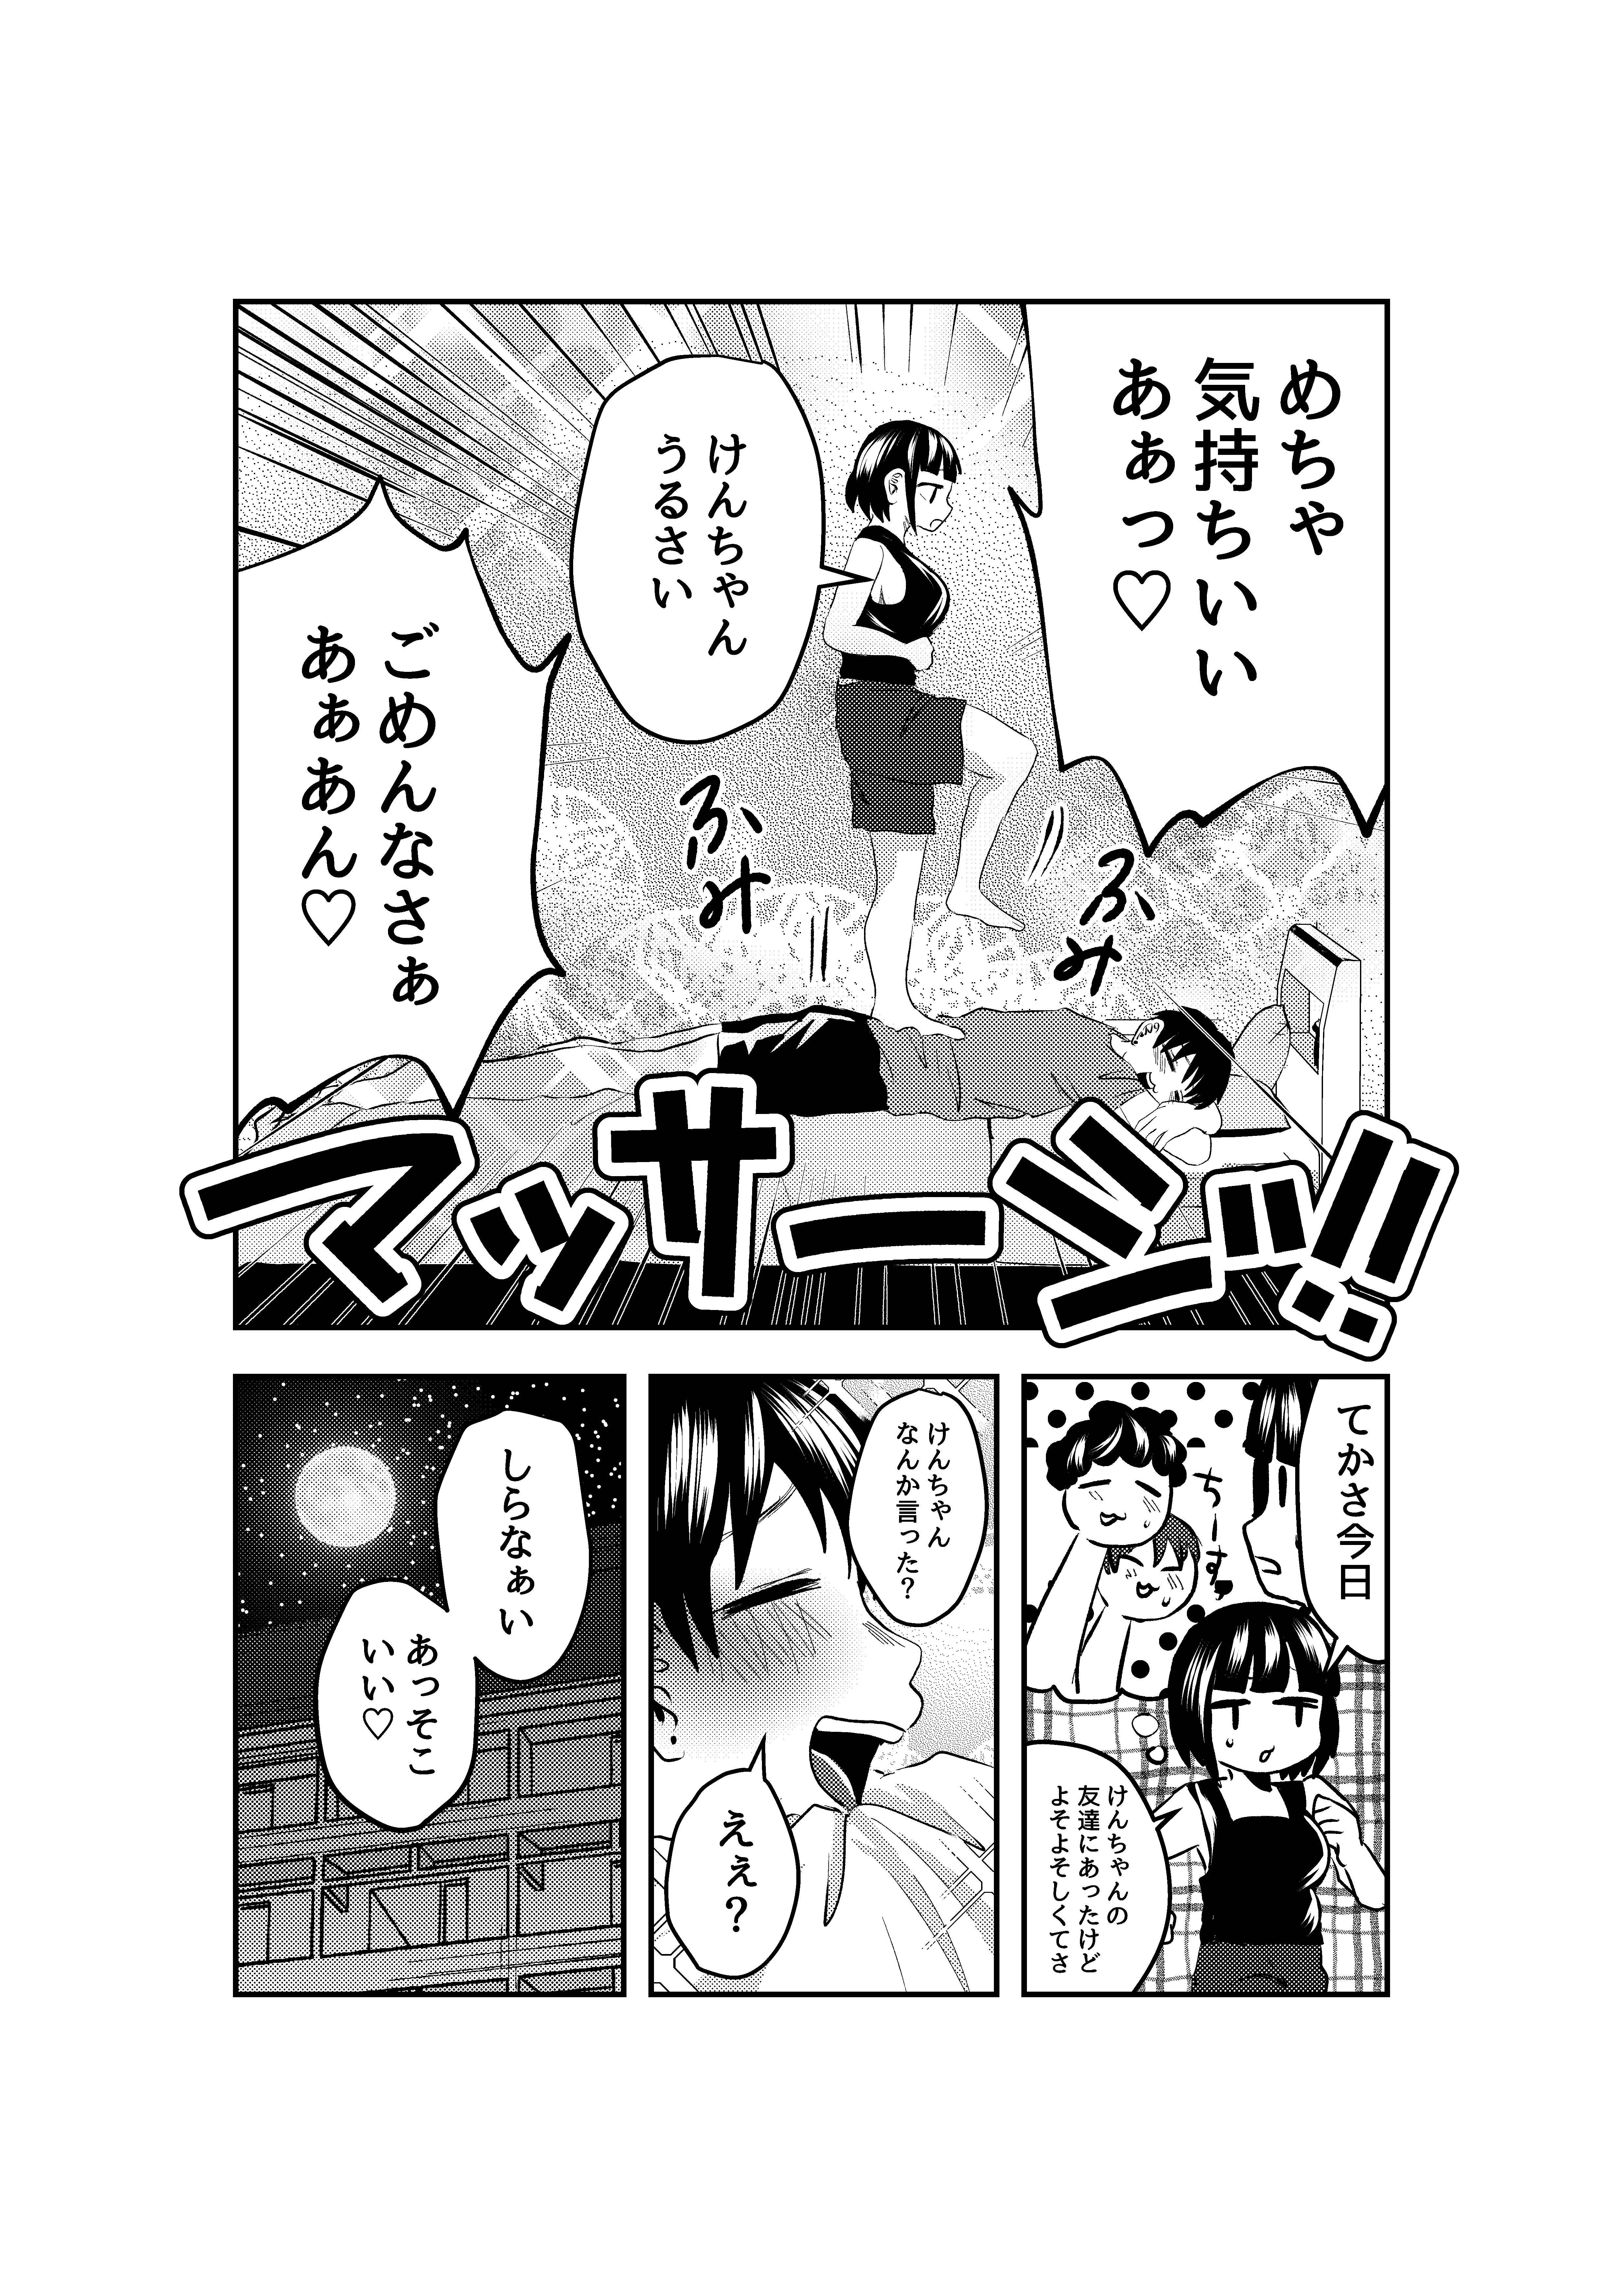 めちゃ
気持ちいい
あぁっ♡
けんちゃん
うるさい
ふみ
ふみ
ごめんなさぁ
あぁあん♡
マッサージ!!
てかさ今日
ちーすｯ
けんちゃんの
友達にあったけど
よそよそしくてさ
けんちゃん
なんか言った？
えぇ？
しらなぁい
あっそこ
いい♡